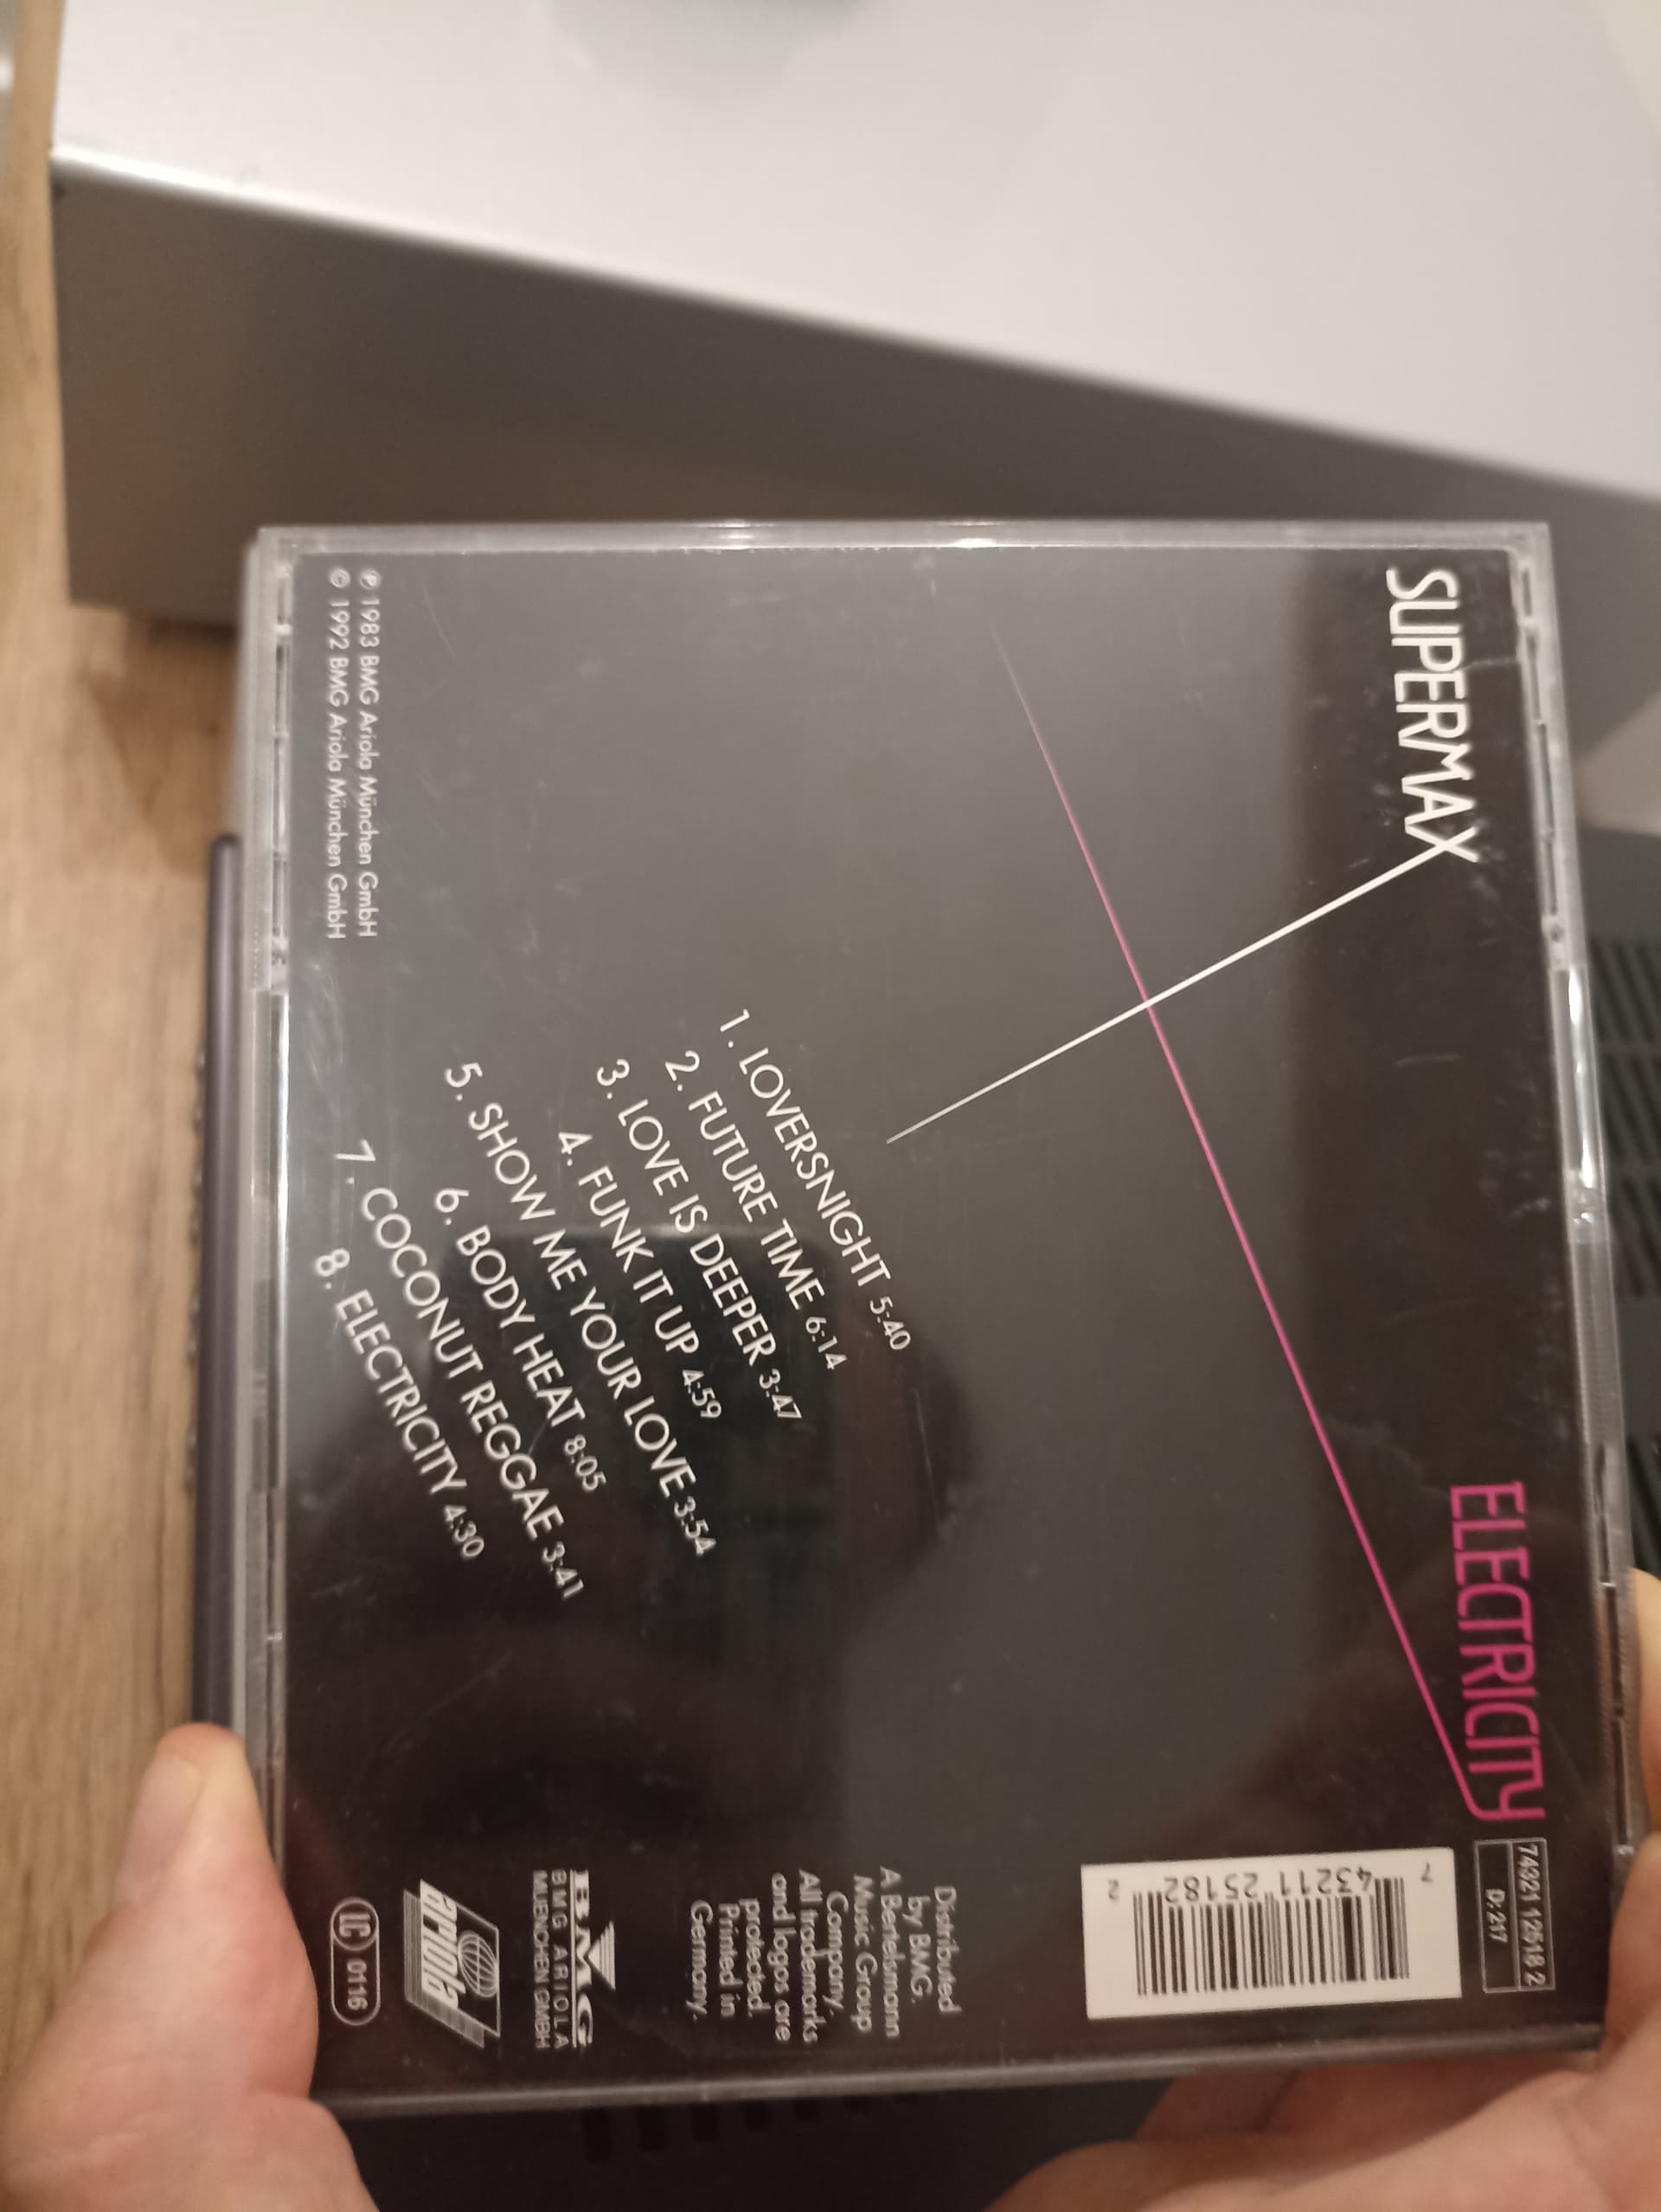 SUPERMAX
ELECTRICITY
74321 12518 2
D: 217
7 43211 25182 2
1. LOVERSNIGHT 5:40
2. FUTURE TIME 6:14
3. LOVE IS DEEPER 3:47
4. FUNK IT UP 4:59
5. SHOW ME YOUR LOVE 3:54
6. BODY HEAT 8:05
7. COCONUT REGGAE 3:41
8. ELECTRICITY 4:30
Distributed
by BMG.
A Bertelsmann
Music Group
Company.
All trademarks
and logos are
protected.
Printed in
Germany.
BMG
BMG ARIOLA
MUENCHEN GMBH
ariola
LC 0116
℗ 1983 BMG Ariola München GmbH
© 1992 BMG Ariola München GmbH